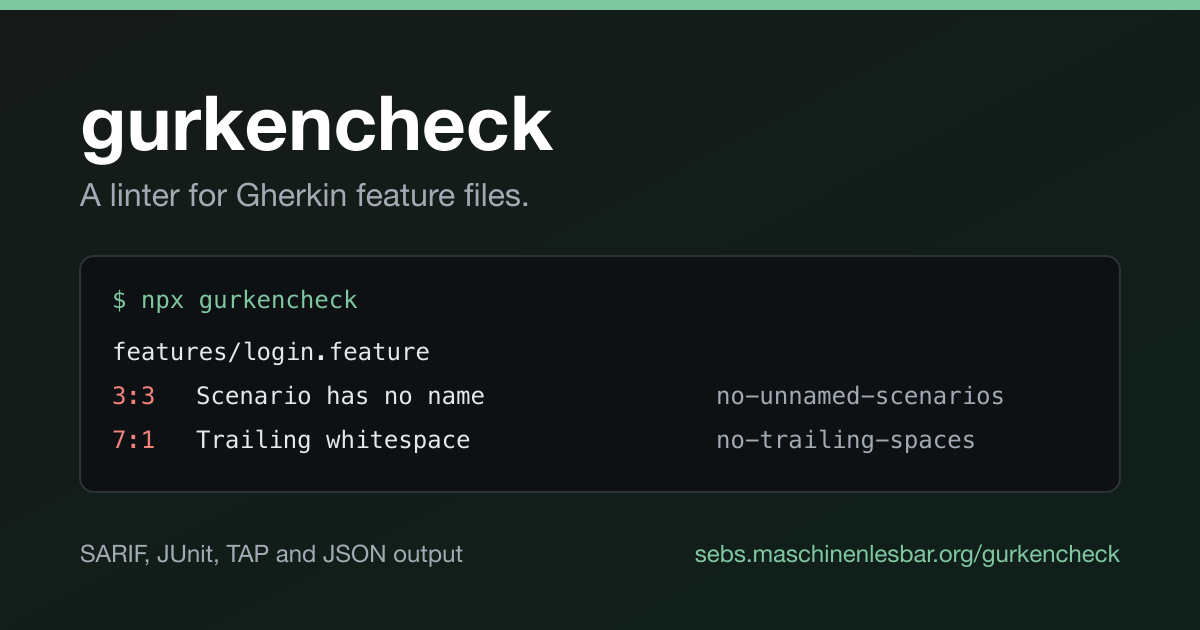 gurkencheck
A linter for Gherkin feature files.
$ npx gurkencheck
features/login.feature
3:3 Scenario has no name no-unnamed-scenarios
7:1 Trailing whitespace no-trailing-spaces
SARIF, JUnit, TAP and JSON output sebs.maschinenlesbar.org/gurkencheck